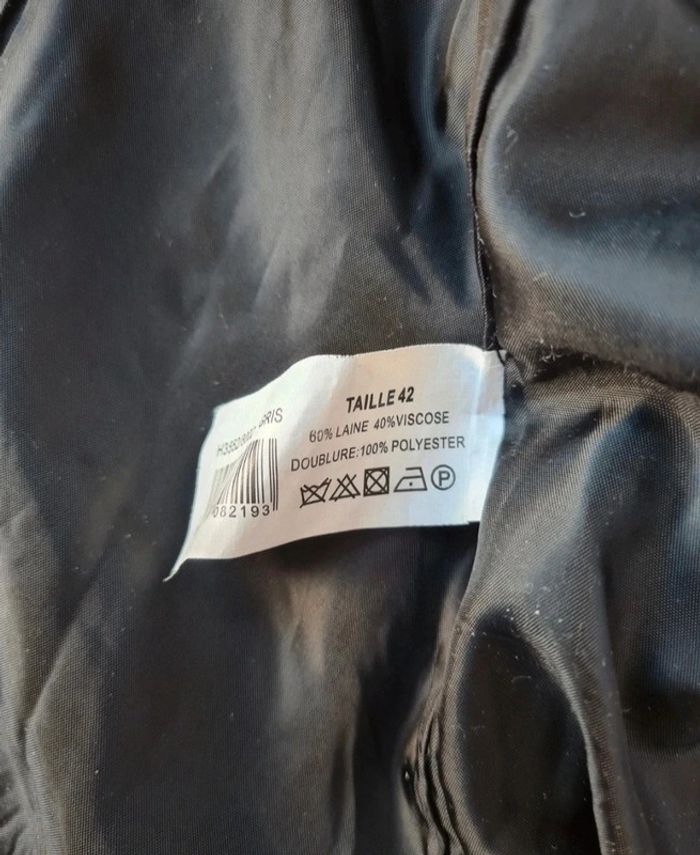 TAILLE 42
60% LAINE 40%VISCOSE
DOUBLURE:100% POLYESTER
P
GRIS
082193